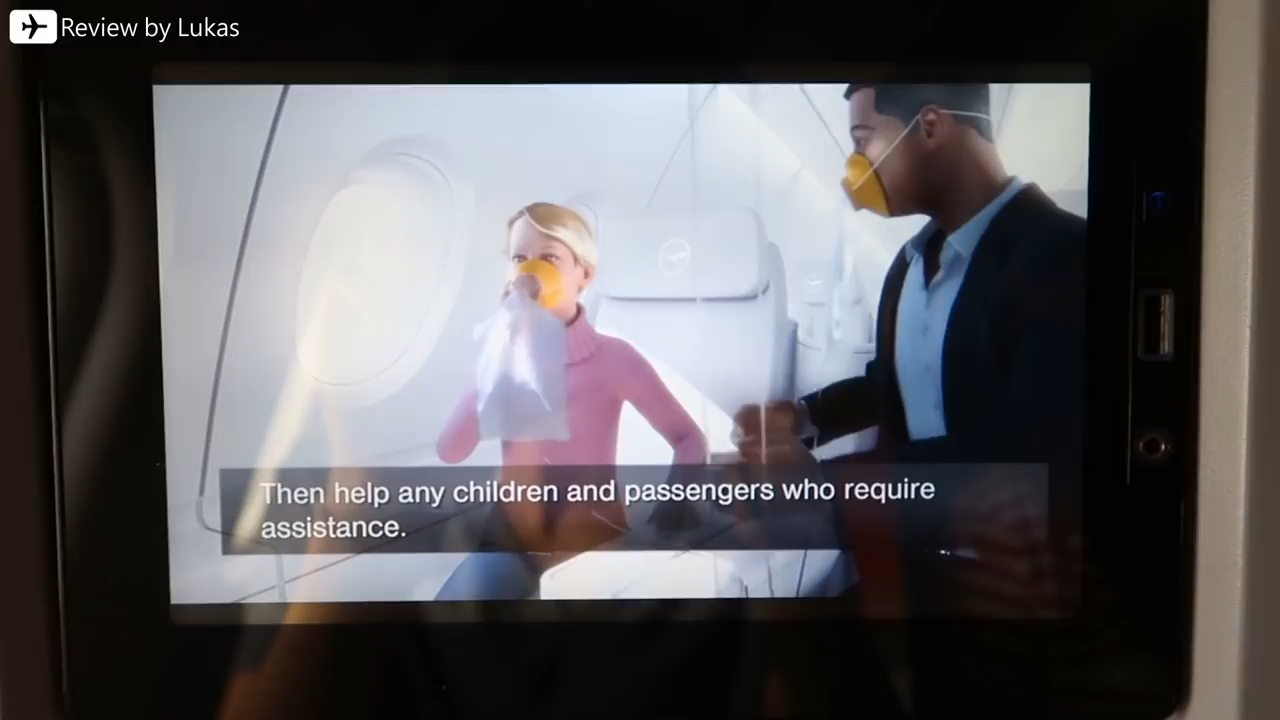 Review by Lukas
Then help any children and passengers who require
assistance.